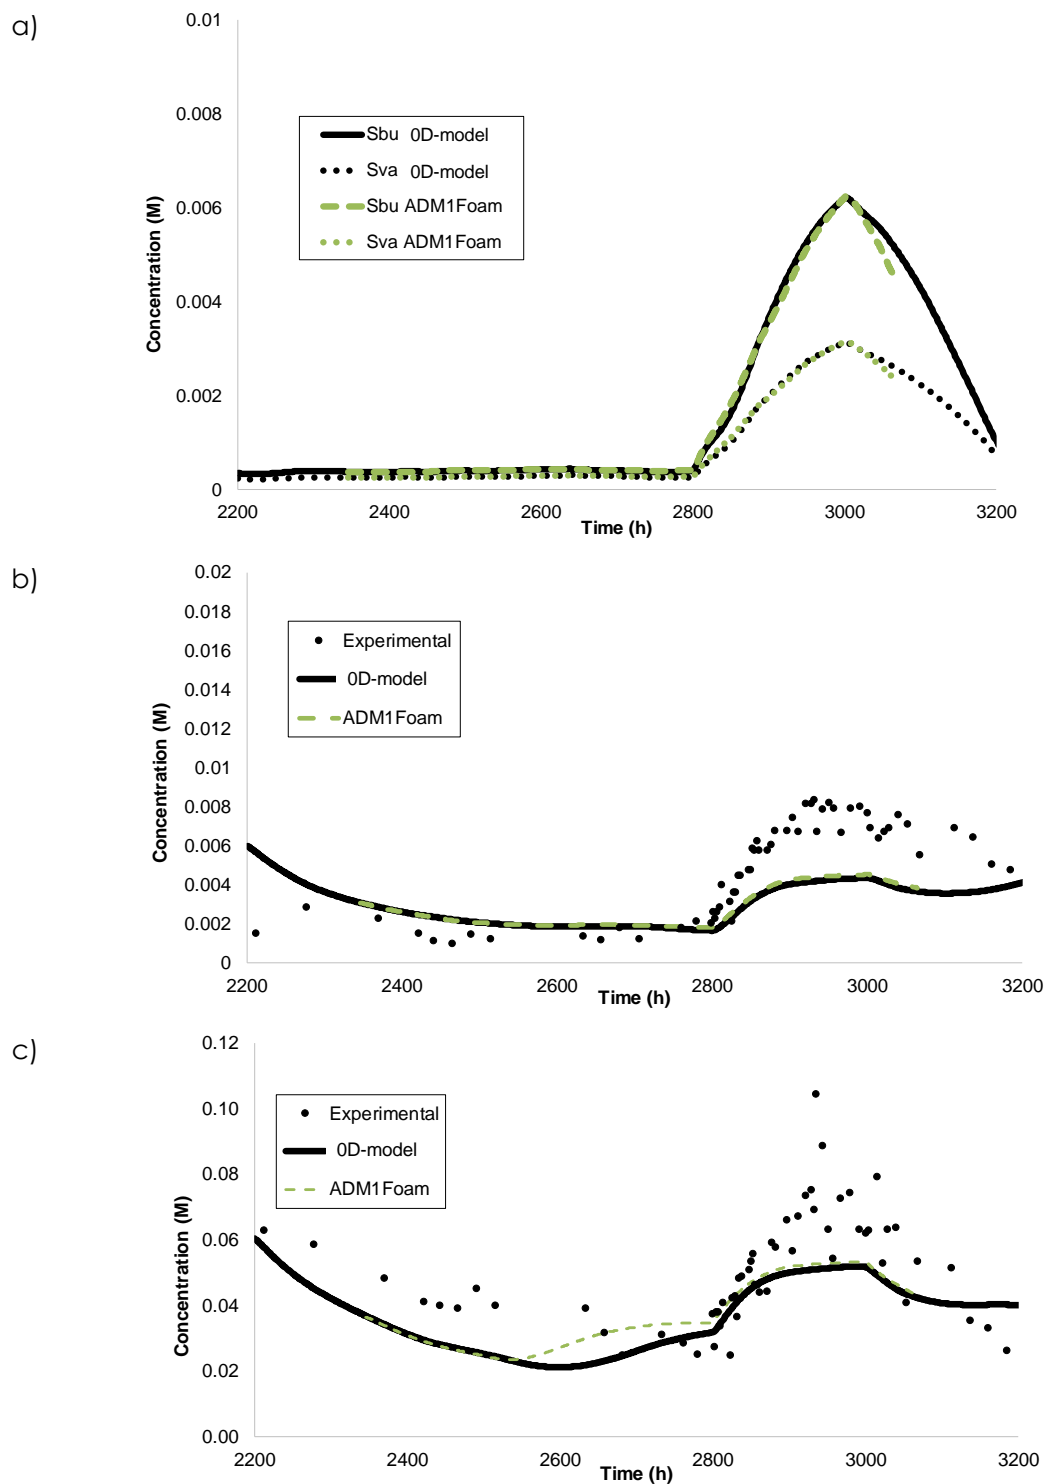 a)
0.01
0.008
0.006
0.004
0.002
0
Concentration (M)
Sbu 0D-model
Sva 0D-model
Sbu ADM1Foam
Sva ADM1Foam
2200 2400 2600 2800 3000 3200
Time (h)
b)
0.02
0.018
0.016
0.014
0.012
0.01
0.008
0.006
0.004
0.002
0
Concentration (M)
Experimental
0D-model
ADM1Foam
2200 2400 2600 2800 3000 3200
Time (h)
c)
0.12
0.10
0.08
0.06
0.04
0.02
0.00
Concentration (M)
Experimental
0D-model
ADM1Foam
2200 2400 2600 2800 3000 3200
Time (h)